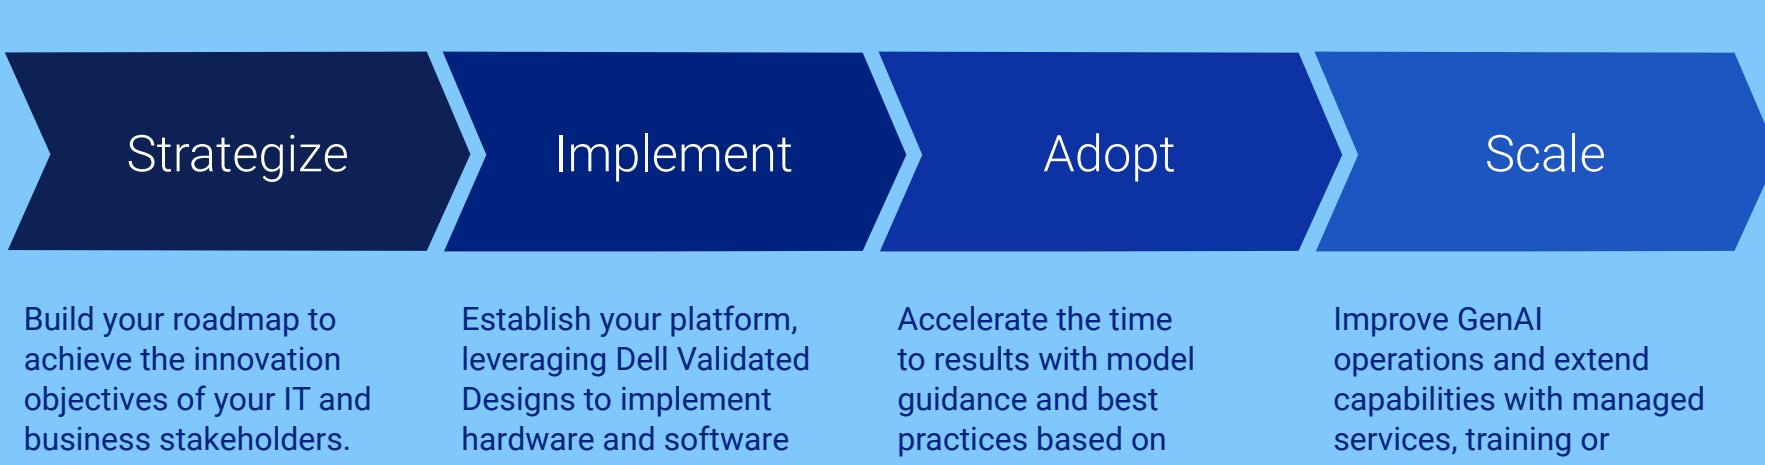 Strategize
Implement
Adopt
Scale
Build your roadmap to
achieve the innovation
objectives of your IT and
business stakeholders.
Establish your platform,
leveraging Dell Validated
Designs to implement
hardware and software
Accelerate the time
to results with model
guidance and best
practices based on
Improve GenAI
operations and extend
capabilities with managed
services, training or